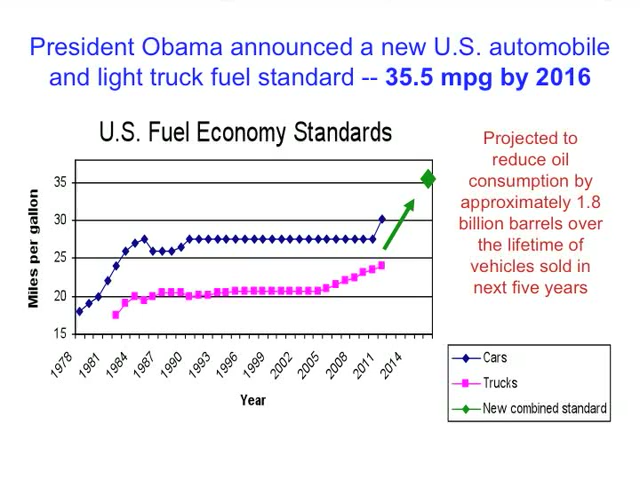 President Obama announced a new U.S. automobile
and light truck fuel standard -- 35.5 mpg by 2016
U.S. Fuel Economy Standards
Projected to
reduce oil
consumption by
approximately 1.8
billion barrels over
the lifetime of
vehicles sold in
next five years
Miles per gallon
35
30
25
20
15
1978
1981
1984
1987
1990
1993
1996
1999
2002
2005
2008
2011
2014
Year
Cars
Trucks
New combined standard